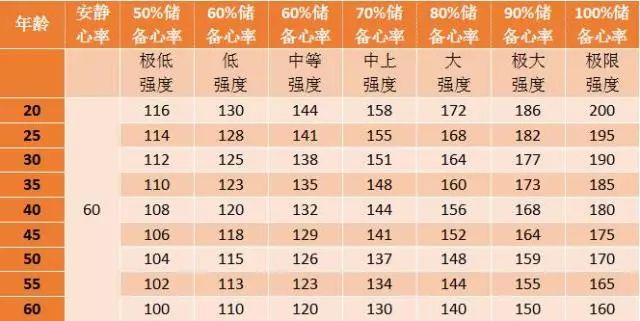 年龄 安静心率 50%储备心率 60%储备心率 60%储备心率 70%储备心率 80%储备心率 90%储备心率 100%储备心率
极低强度 低强度 中等强度 中上强度 大强度 极大强度 极限强度
20 116 130 144 158 172 186 200
25 114 128 141 155 168 182 195
30 112 125 138 151 164 177 190
35 110 123 135 148 160 173 185
40 60 108 120 132 144 156 168 180
45 106 118 129 141 152 164 175
50 104 115 126 137 148 159 170
55 102 113 123 134 144 155 165
60 100 110 120 130 140 150 160